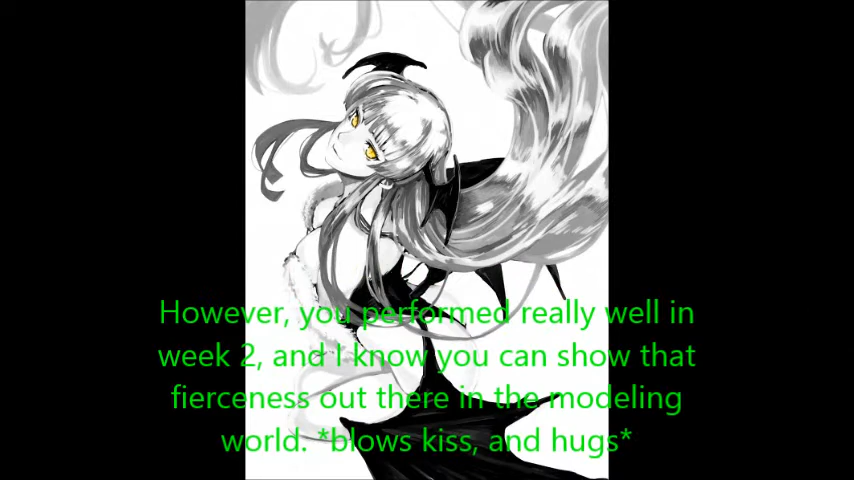 However, you performed really well in
week 2, and I know you can show that
fierceness out there in the modeling
world. *blows kiss, and hugs*